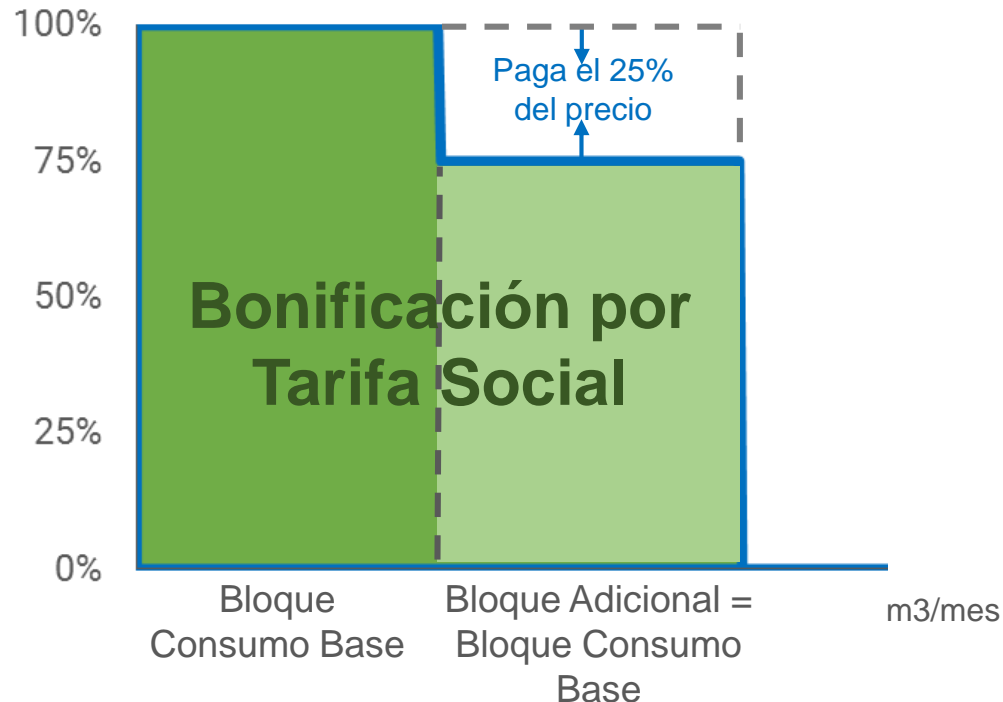 100%
Paga el 25%
del precio
75%
50%
Bonificación por
Tarifa Social
25%
0%
Bloque
Consumo Base
Bloque Adicional =
Bloque Consumo
Base
m3/mes